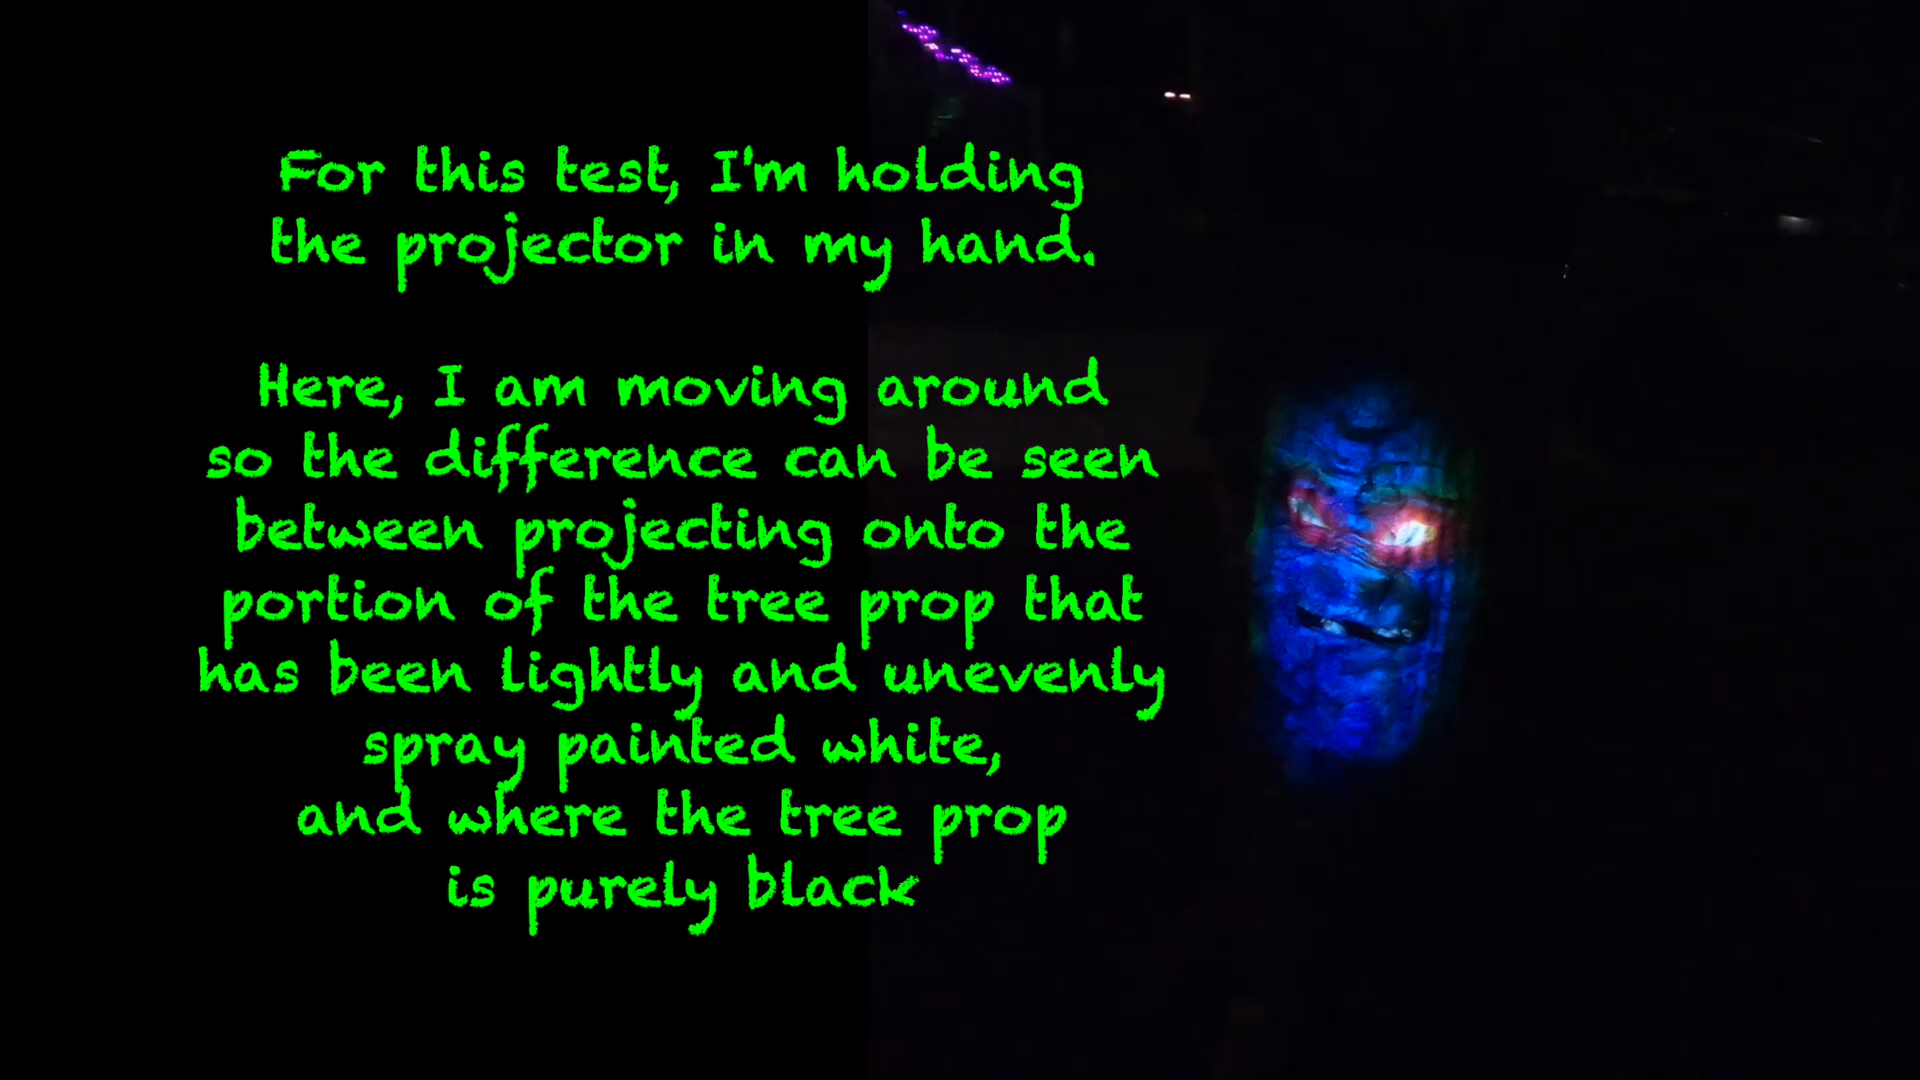 For this test, I'm holding
the projector in my hand.
Here, I am moving around
so the difference can be seen
between projecting onto the
portion of the tree prop that
has been lightly and unevenly
spray painted white,
and where the tree prop
is purely black